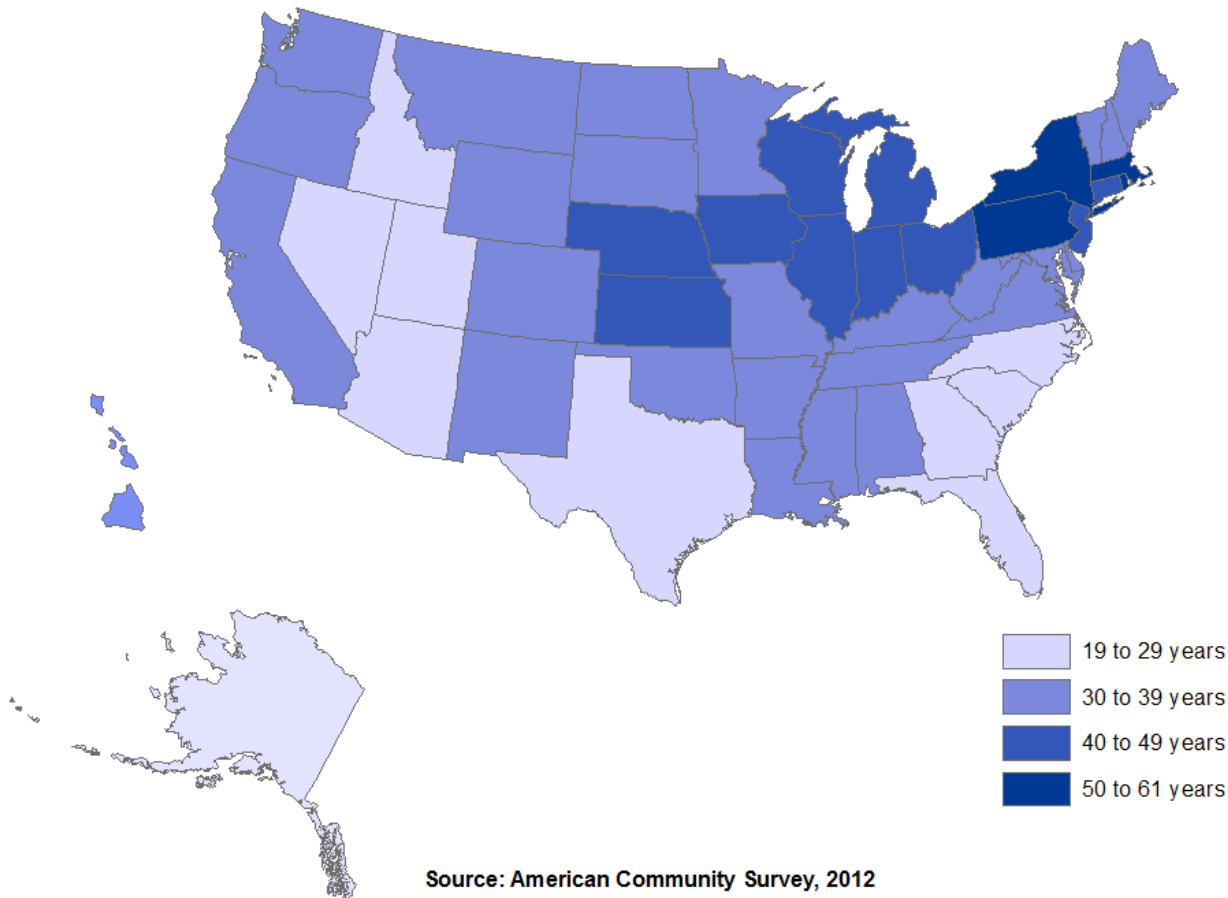 19 to 29 years
30 to 39 years
40 to 49 years
50 to 61 years
Source: American Community Survey, 2012